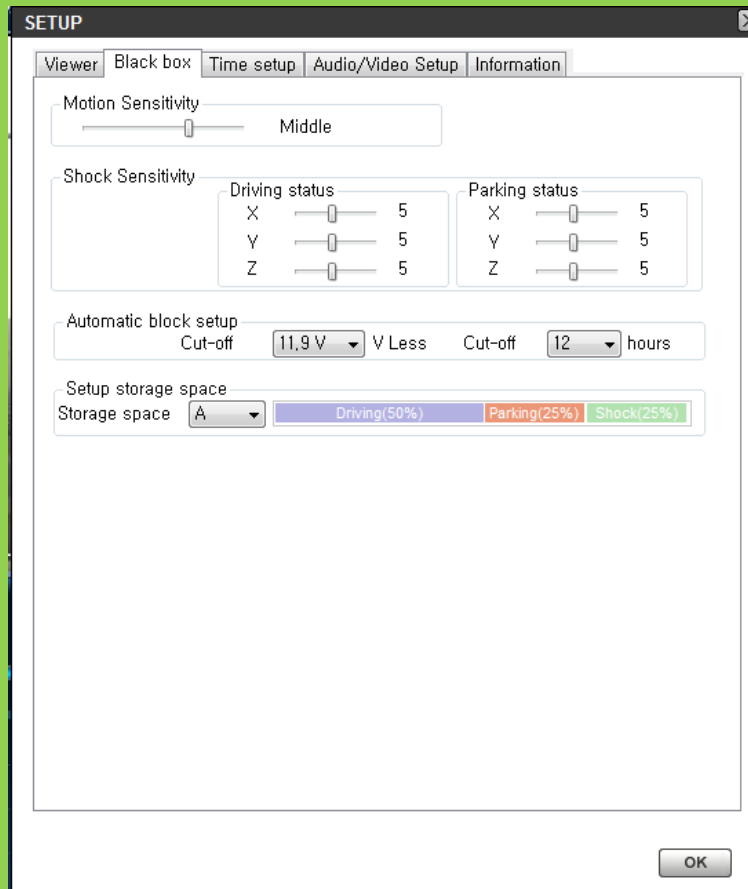 SETUP
Viewer Black box Time setup Audio/Video Setup Information
Motion Sensitivity
Middle
Shock Sensitivity
Driving status Parking status
X 5 X 5
Y 5 Y 5
Z 5 Z 5
Automatic block setup
Cut-off 11,9 V V Less Cut-off 12 hours
Setup storage space
Storage space A Driving(50%) Parking(25%) Shock(25%)
OK